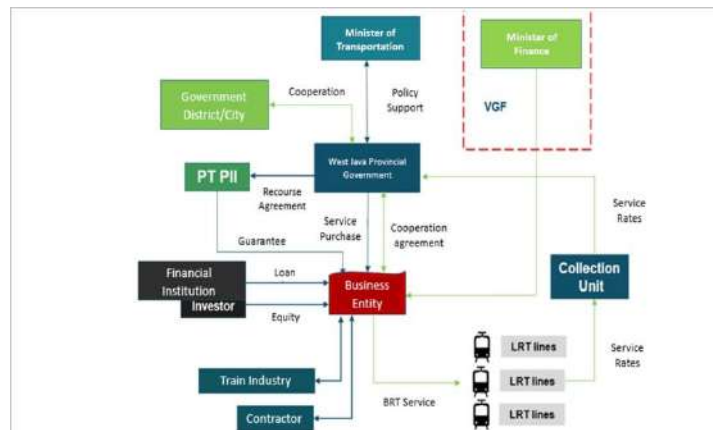 Minister of
Transportation
Minister of
Finance
VGF
Cooperation
Policy
Support
Government
District/City
West Java Provincial
Government
PT PII
Recourse
Agreement
Service
Purchase
Cooperation
agreement
Service
Rates
Guarantee
Financial
Institution
Investor
Loan
Equity
Business
Entity
Collection
Unit
LRT lines
LRT lines
LRT lines
Service
Rates
Train Industry
Contractor
BRT Service